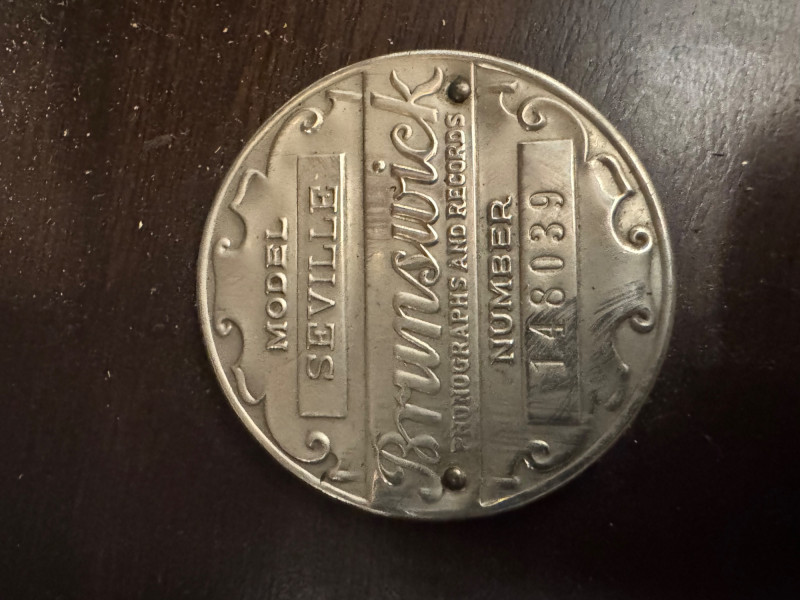 MODEL
SEVILLE
Brunswick
PHONOGRAPHS AND RECORDS
NUMBER
148039